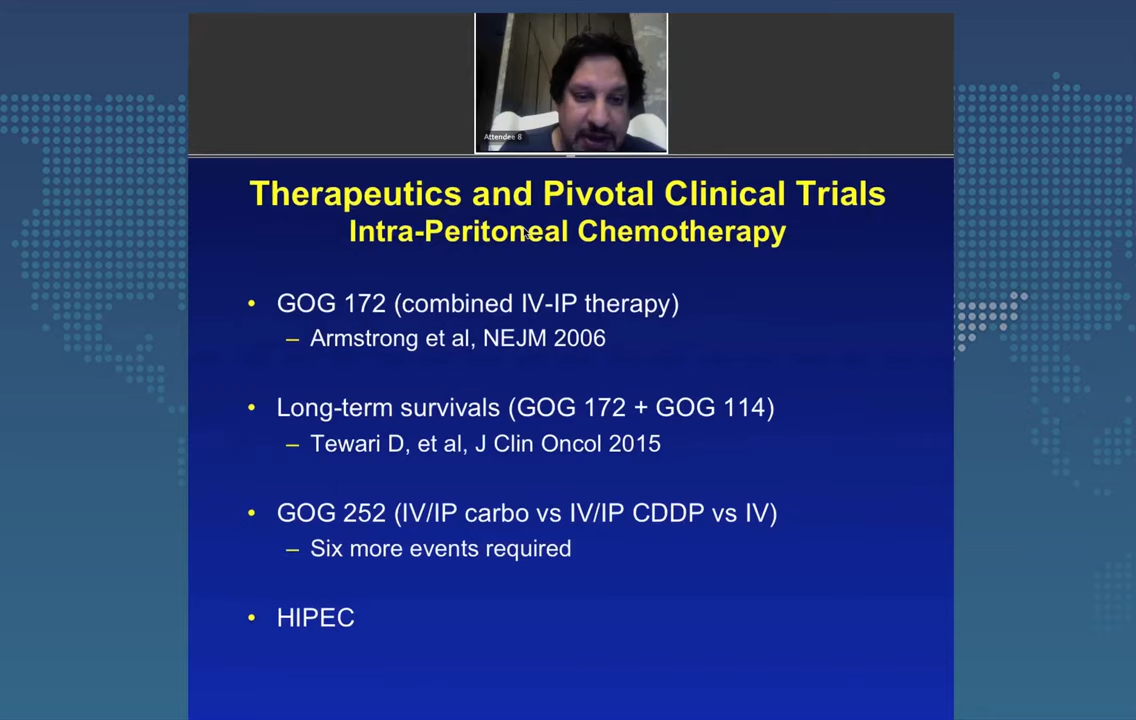 Attendee 8
Therapeutics and Pivotal Clinical Trials
Intra-Peritoneal Chemotherapy
• GOG 172 (combined IV-IP therapy)
– Armstrong et al, NEJM 2006
• Long-term survivals (GOG 172 + GOG 114)
– Tewari D, et al, J Clin Oncol 2015
• GOG 252 (IV/IP carbo vs IV/IP CDDP vs IV)
– Six more events required
• HIPEC